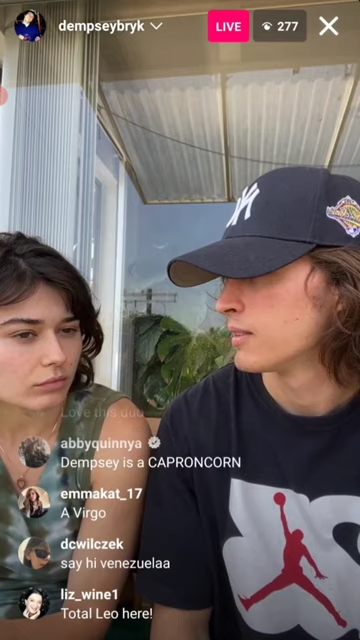 dempseybryk
LIVE
277
NY
Love this duo
abbyquinnya
Dempsey is a CAPRONCORN
emmakat_17
A Virgo
dcwilczek
say hi venezuelaa
liz_wine1
Total Leo here!